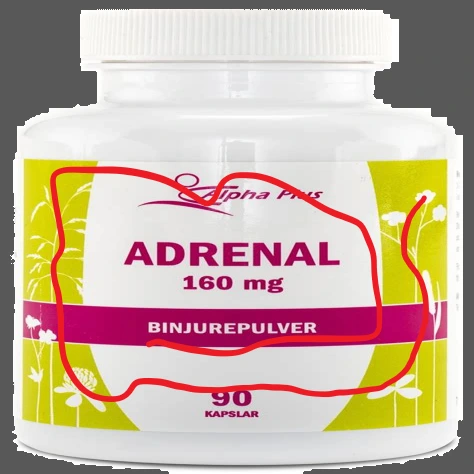 Alpha Plus
ADRENAL
160 mg
BINJUREPULVER
90
KAPSLAR